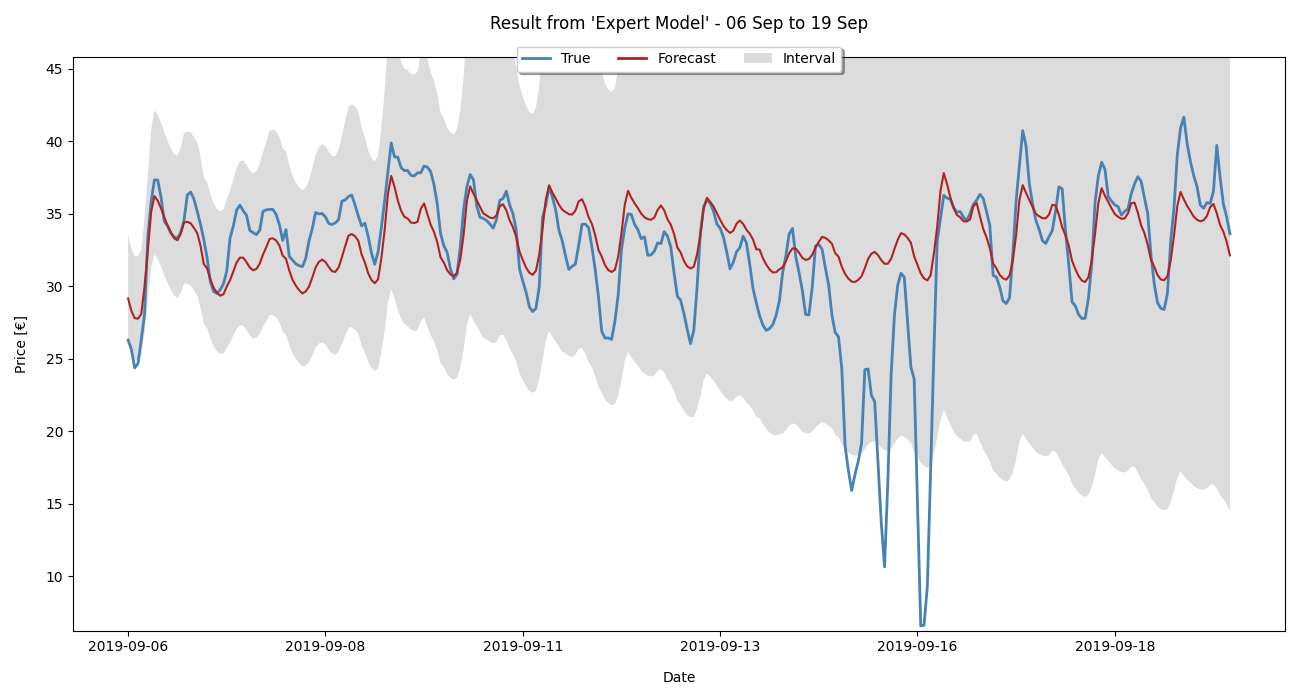 Result from 'Expert Model' - 06 Sep to 19 Sep
True Forecast Interval
45
40
35
30
25
20
15
10
Price [€]
2019-09-06 2019-09-08 2019-09-11 2019-09-13 2019-09-16 2019-09-18
Date